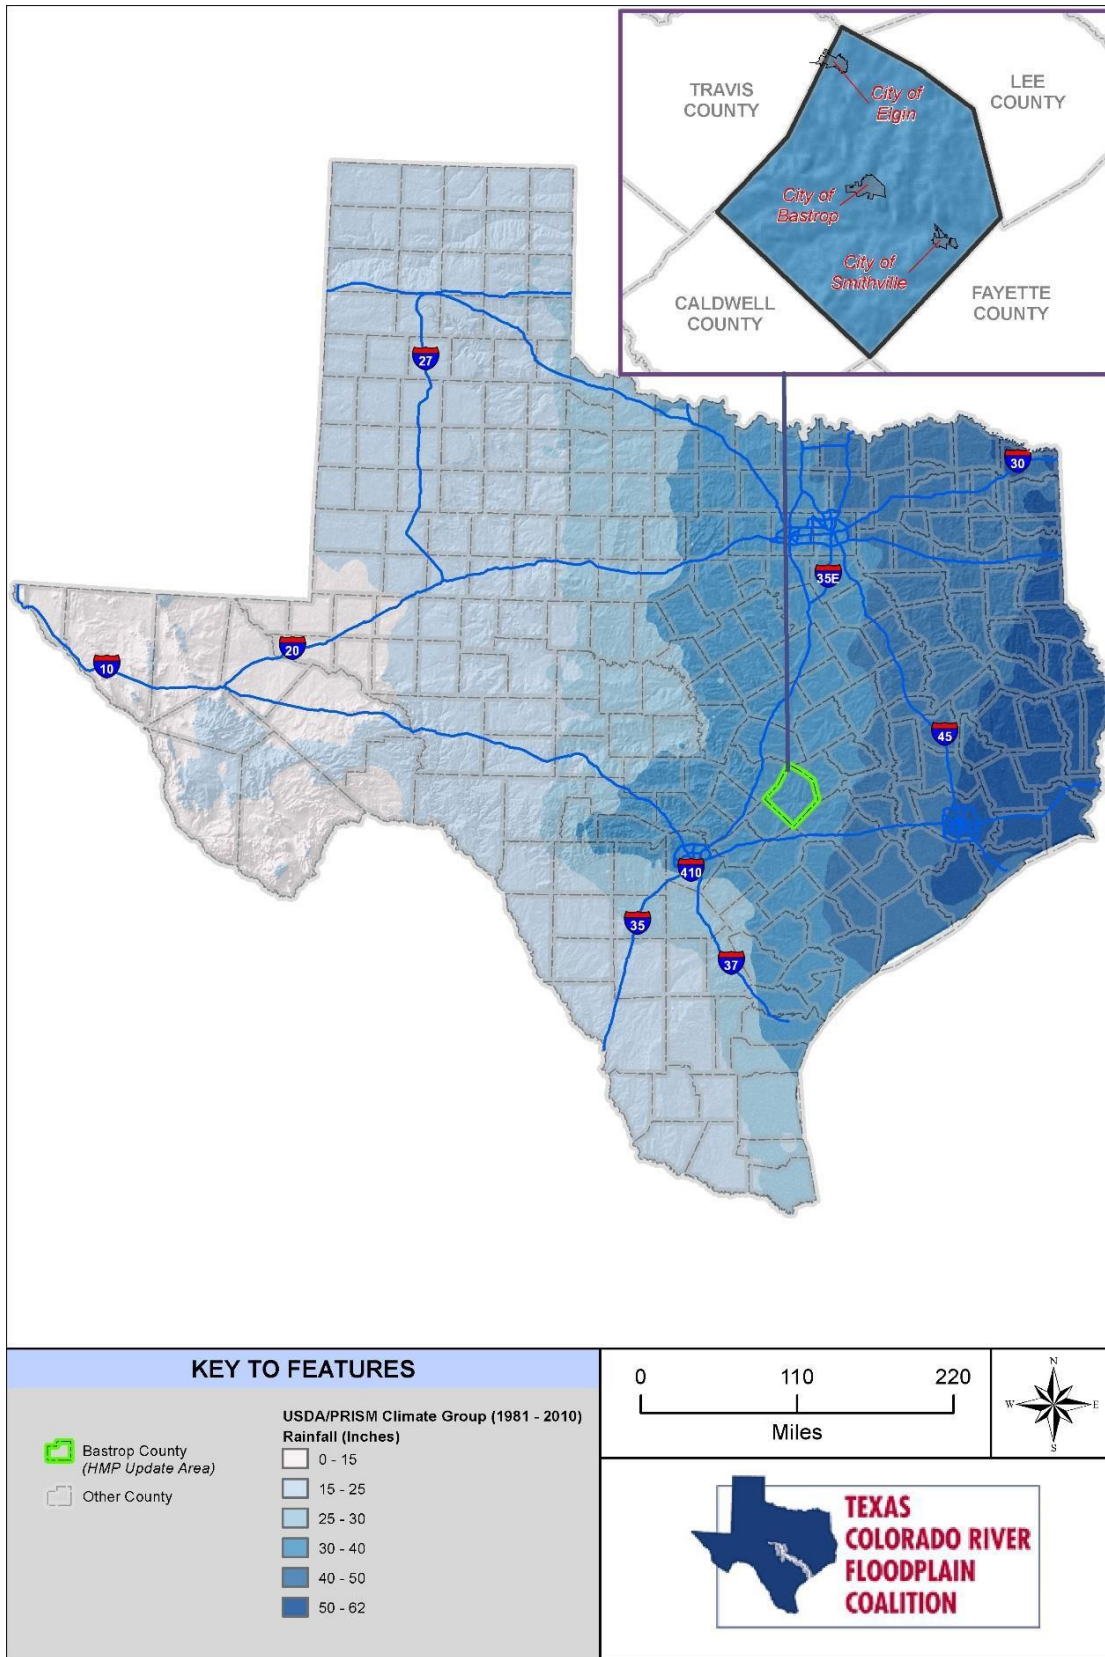 TRAVIS
COUNTY
LEE
COUNTY
City of
Elgin
City of
Bastrop
City of
Smithville
CALDWELL
COUNTY
FAYETTE
COUNTY
27
30
35E
20
10
45
410
35
37
KEY TO FEATURES
Bastrop County
(HMP Update Area)
Other County
USDA/PRISM Climate Group (1981 - 2010)
Rainfall (Inches)
0 - 15
15 - 25
25 - 30
30 - 40
40 - 50
50 - 62
0 110 220
Miles
N
W E
S
TEXAS
COLORADO RIVER
FLOODPLAIN
COALITION